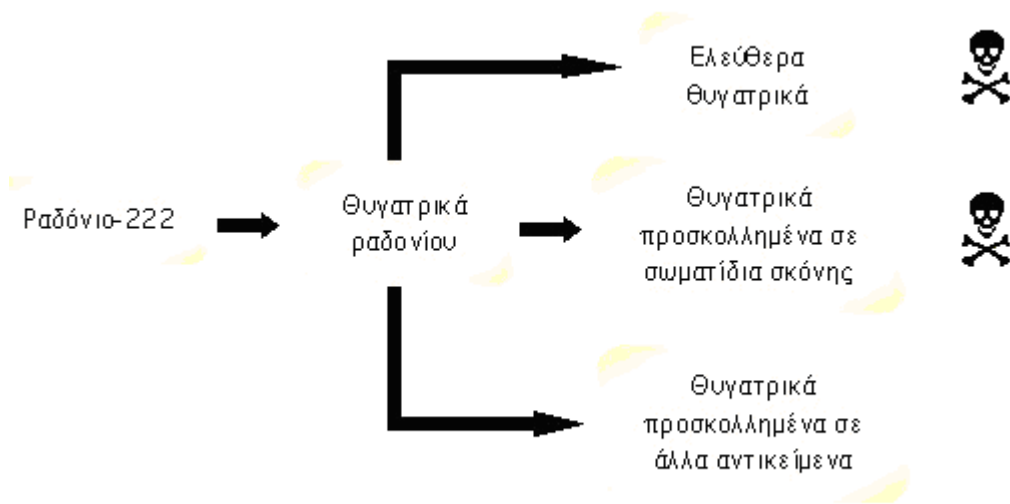 Ελεύθερα
θυγατρικά
Ραδόνιο-222
Θυγατρικά
ραδονίου
Θυγατρικά
προσκολλημένα σε
σωματίδια σκόνης
Θυγατρικά
προσκολλημένα σε
άλλα αντικείμενα